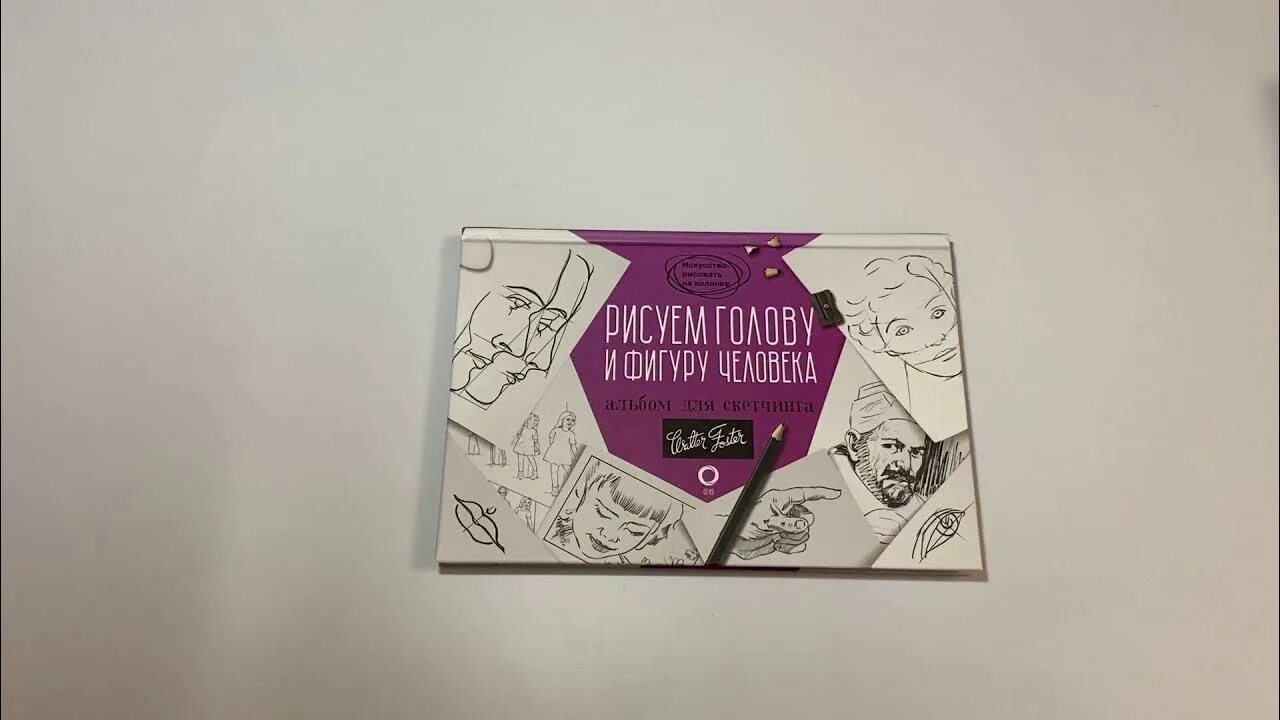 Искусство
рисовать
на коленке
РИСУЕМ ГОЛОВУ
И ФИГУРУ ЧЕЛОВЕКА
альбом для скетчинга
Walter Foster